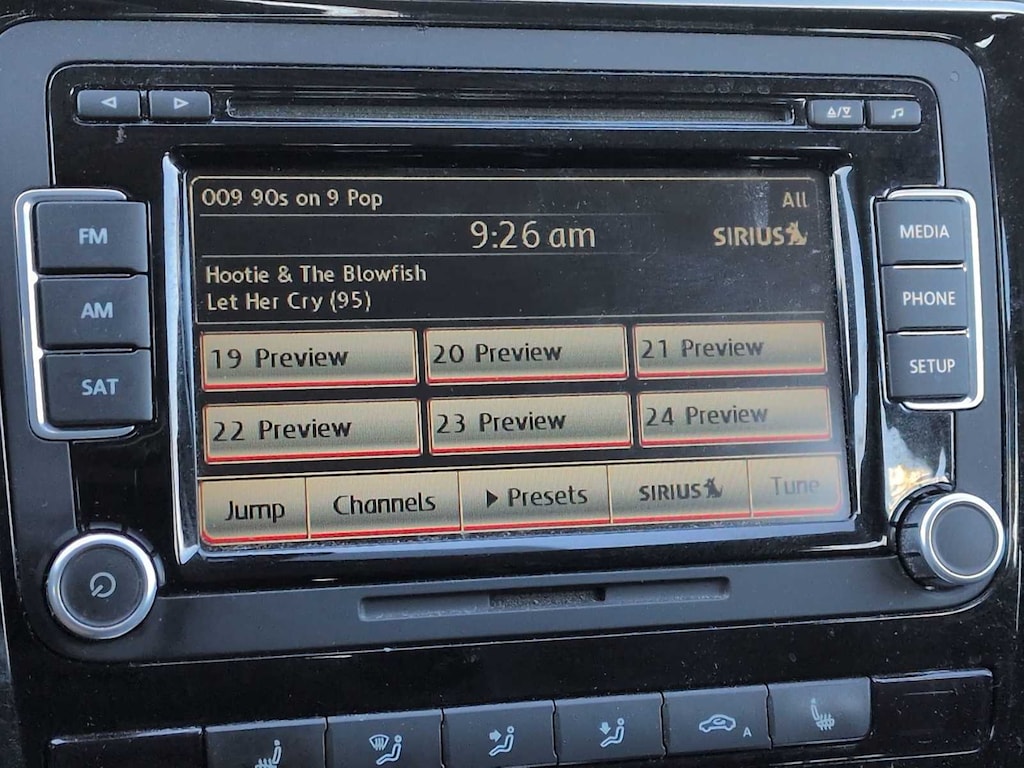 009 90s on 9 Pop All
9:26 am SIRIUS
Hootie & The Blowfish
Let Her Cry (95)
19 Preview 20 Preview 21 Preview
22 Preview 23 Preview 24 Preview
Jump Channels Presets SIRIUS Tune
FM
AM
SAT
MEDIA
PHONE
SETUP
A